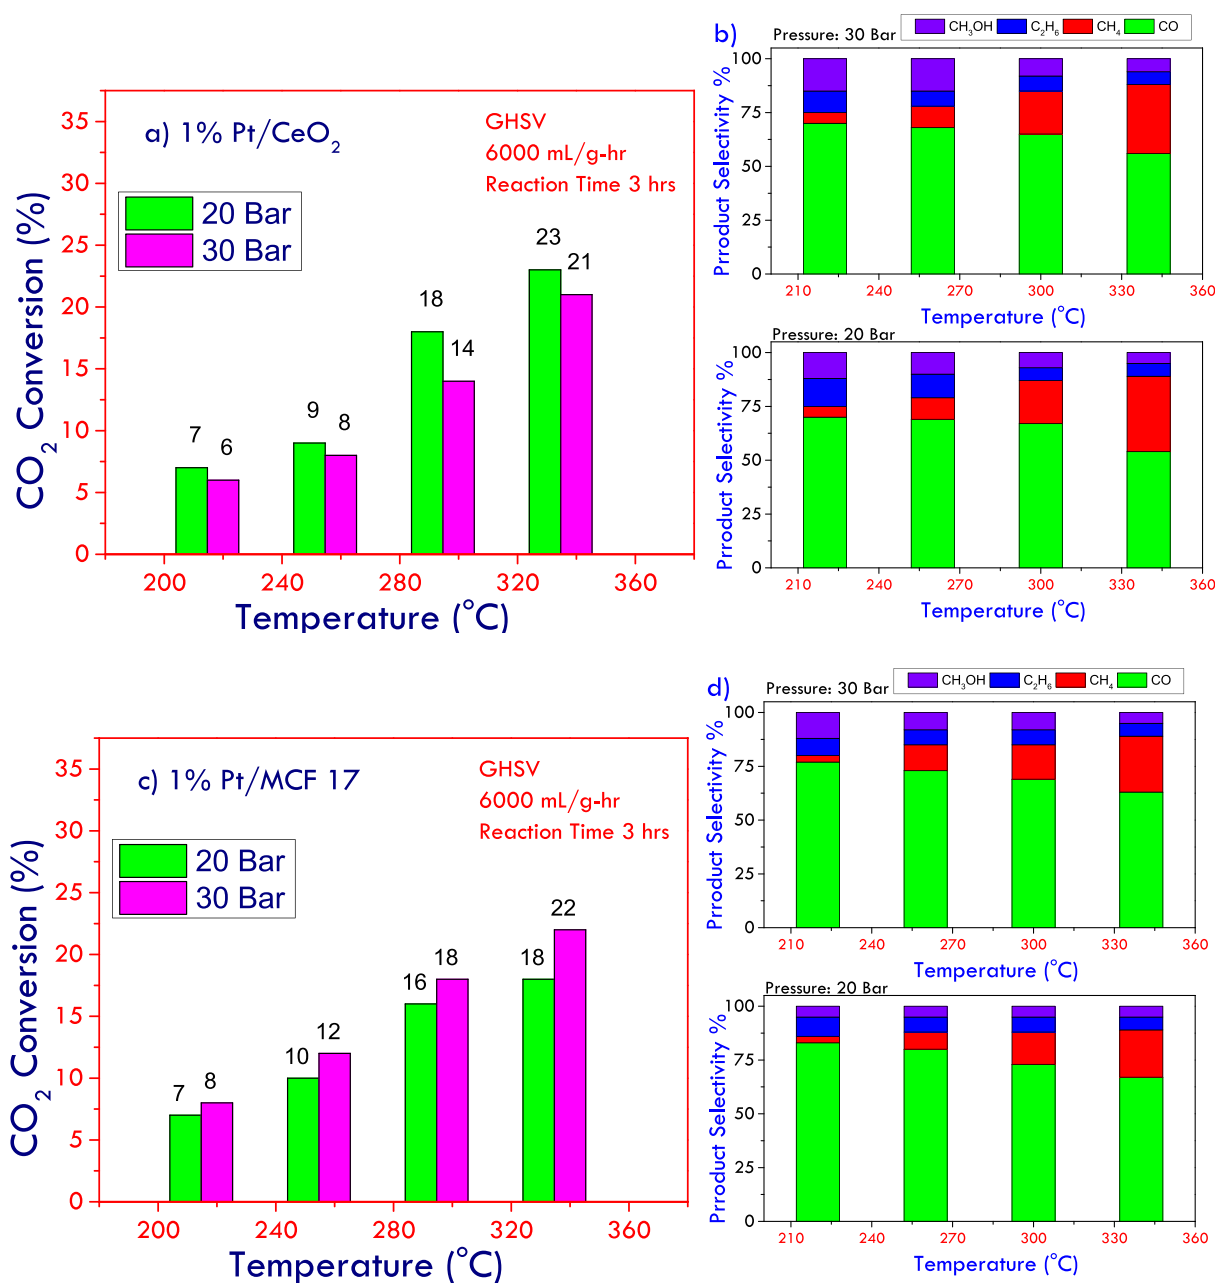 a) 1% Pt/CeO2
GHSV
6000 mL/g-hr
Reaction Time 3 hrs
20 Bar
30 Bar
CO2 Conversion (%)
35
30
25
20
15
10
5
0
7
6
9
8
18
14
23
21
200
240
280
320
360
Temperature (°C)
b)
Pressure: 30 Bar
CH3OH C2H6 CH4 CO
Prroduct Selectivity %
100
75
50
25
0
210
240
270
300
330
360
Temperature (°C)
Pressure: 20 Bar
Prroduct Selectivity %
100
75
50
25
0
210
240
270
300
330
360
Temperature (°C)
c) 1% Pt/MCF 17
GHSV
6000 mL/g-hr
Reaction Time 3 hrs
20 Bar
30 Bar
CO2 Conversion (%)
35
30
25
20
15
10
5
0
7
8
10
12
16
18
18
22
200
240
280
320
360
Temperature (°C)
d)
Pressure: 30 Bar
CH3OH C2H6 CH4 CO
Prroduct Selectivity %
100
75
50
25
0
210
240
270
300
330
360
Temperature (°C)
Pressure: 20 Bar
Prroduct Selectivity %
100
75
50
25
0
210
240
270
300
330
360
Temperature (°C)